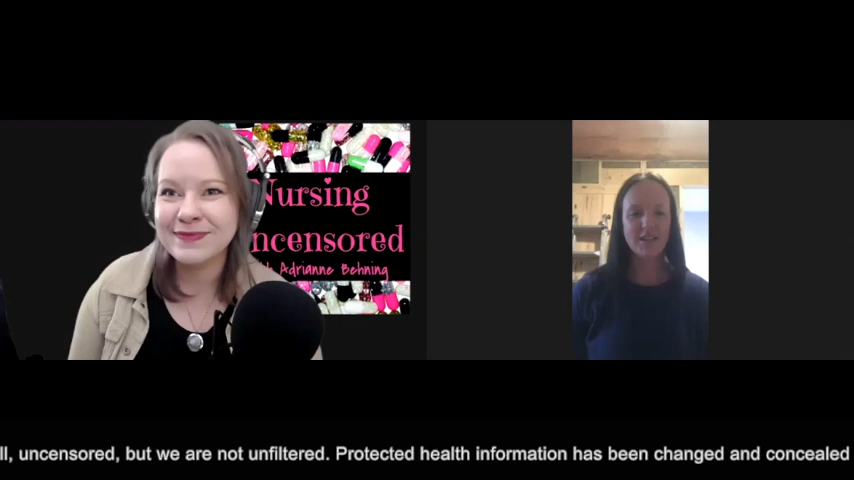 Nursing
ncensored
Adrianne Behning
ll, uncensored, but we are not unfiltered. Protected health information has been changed and concealed